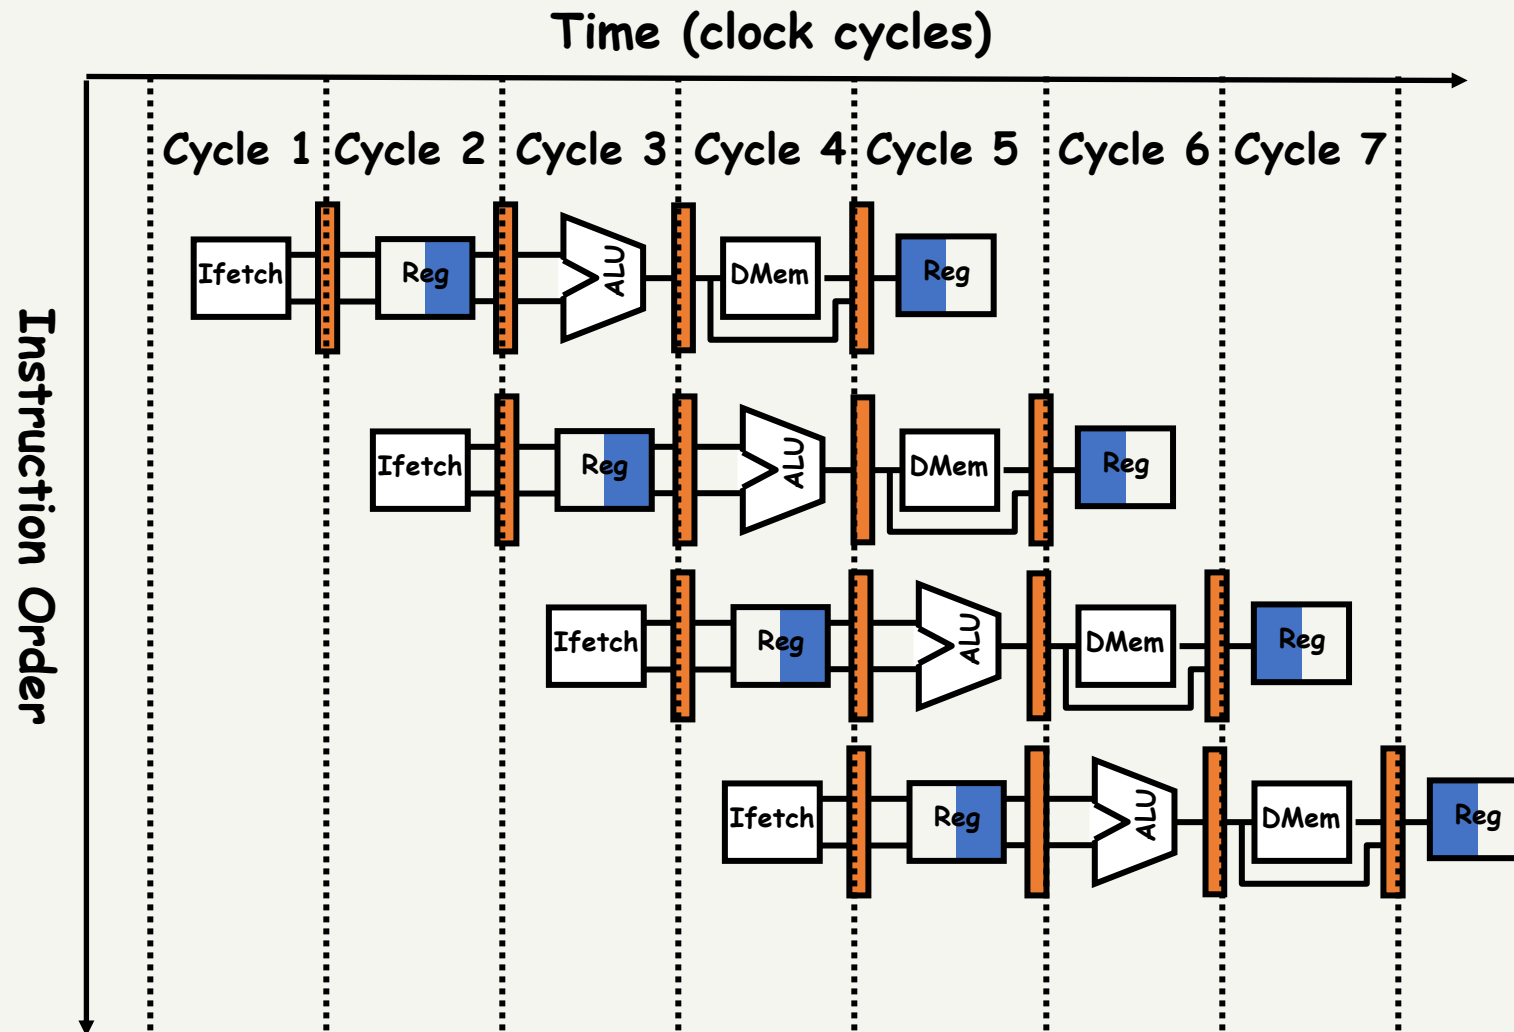 Time (clock cycles)
Cycle 1 Cycle 2 Cycle 3 Cycle 4 Cycle 5 Cycle 6 Cycle 7
Instruction Order
Ifetch Reg ALU DMem Reg
Ifetch Reg ALU DMem Reg
Ifetch Reg ALU DMem Reg
Ifetch Reg ALU DMem Reg